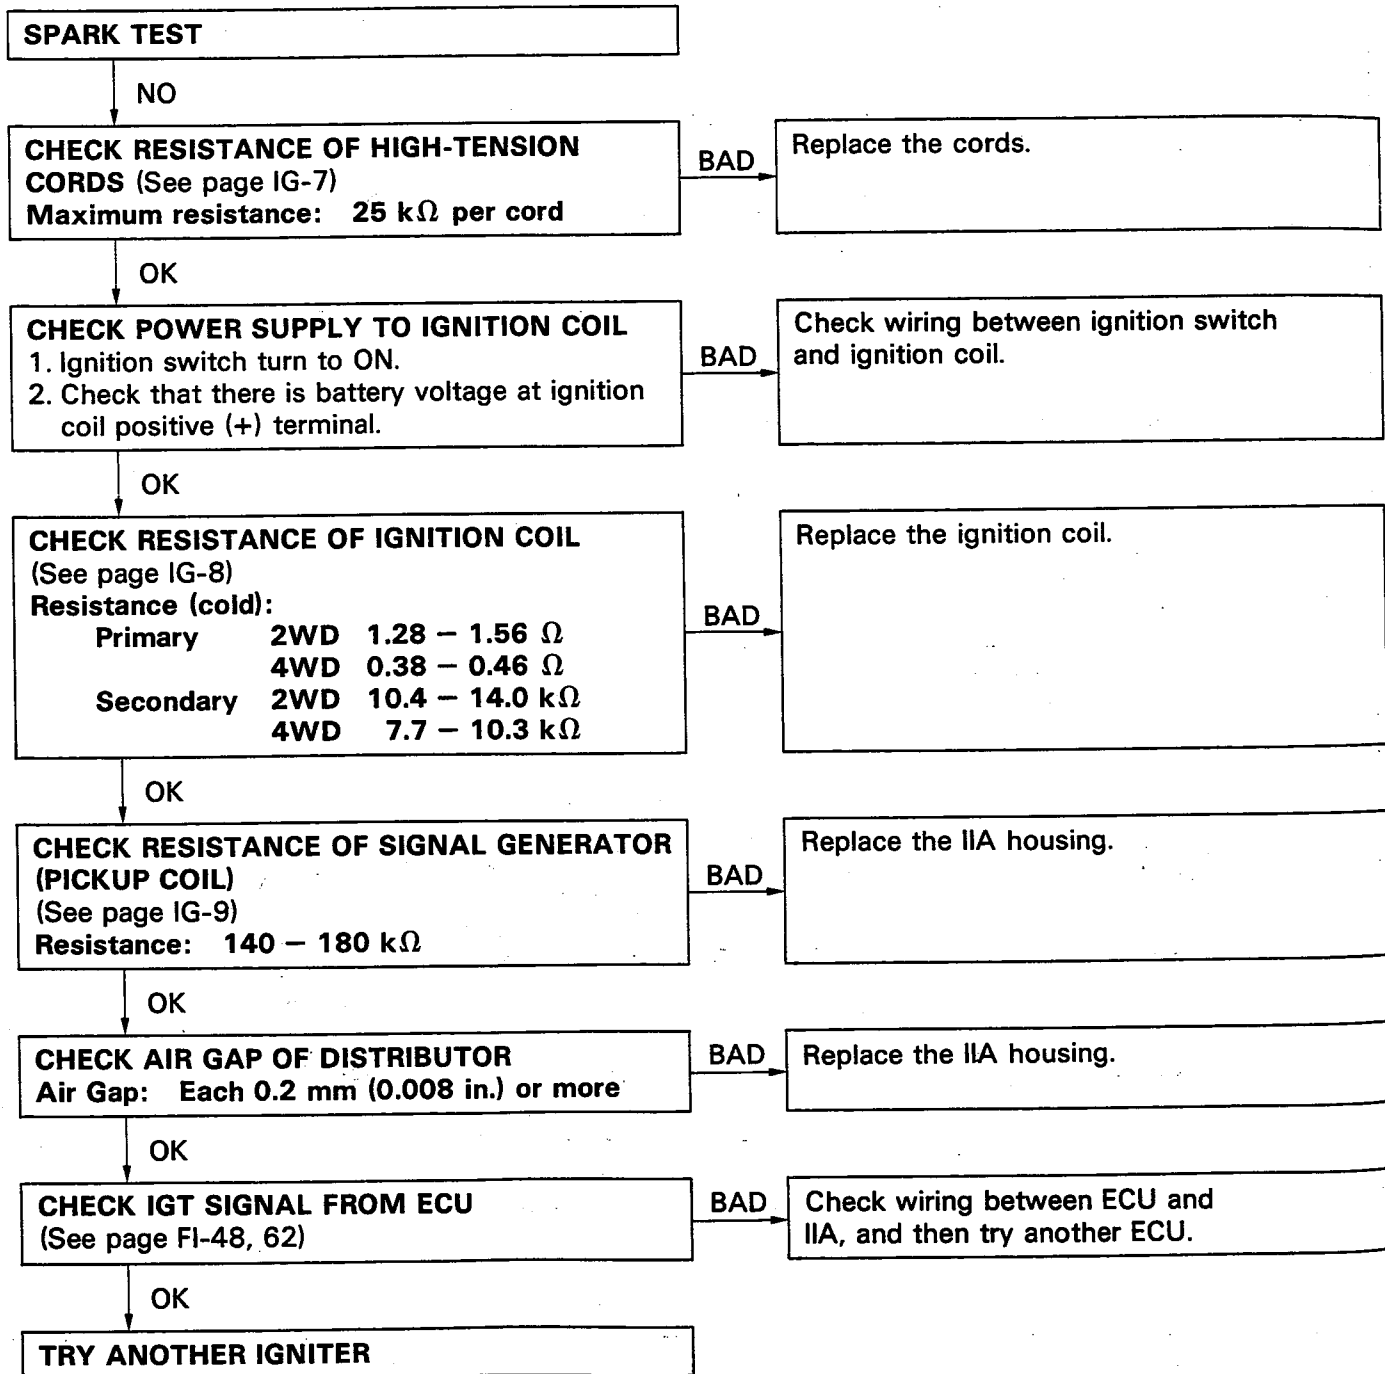 SPARK TEST
NO
CHECK RESISTANCE OF HIGH-TENSION
CORDS (See page IG-7)
Maximum resistance: 25 kΩ per cord
BAD
Replace the cords.
OK
CHECK POWER SUPPLY TO IGNITION COIL
1. Ignition switch turn to ON.
2. Check that there is battery voltage at ignition
coil positive (+) terminal.
BAD
Check wiring between ignition switch
and ignition coil.
OK
CHECK RESISTANCE OF IGNITION COIL
(See page IG-8)
Resistance (cold):
Primary 2WD 1.28 – 1.56 Ω
4WD 0.38 – 0.46 Ω
Secondary 2WD 10.4 – 14.0 kΩ
4WD 7.7 – 10.3 kΩ
BAD
Replace the ignition coil.
OK
CHECK RESISTANCE OF SIGNAL GENERATOR
(PICKUP COIL)
(See page IG-9)
Resistance: 140 – 180 kΩ
BAD
Replace the IIA housing.
OK
CHECK AIR GAP OF DISTRIBUTOR
Air Gap: Each 0.2 mm (0.008 in.) or more
BAD
Replace the IIA housing.
OK
CHECK IGT SIGNAL FROM ECU
(See page FI-48, 62)
BAD
Check wiring between ECU and
IIA, and then try another ECU.
OK
TRY ANOTHER IGNITER